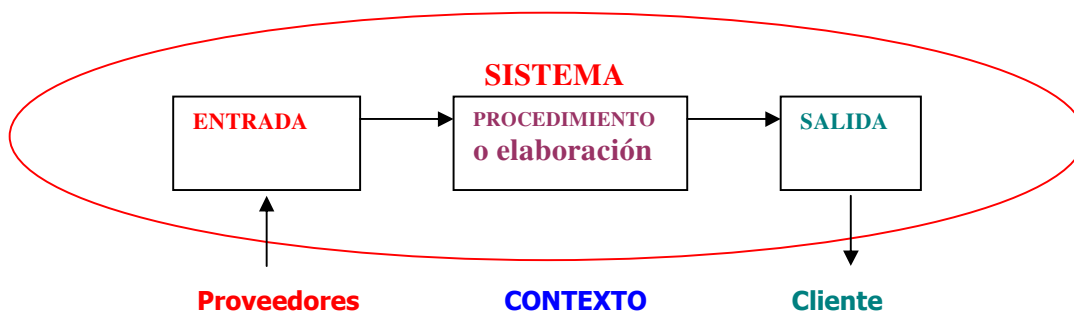 SISTEMA
ENTRADA
PROCEDIMIENTO
o elaboración
SALIDA
Proveedores
CONTEXTO
Cliente